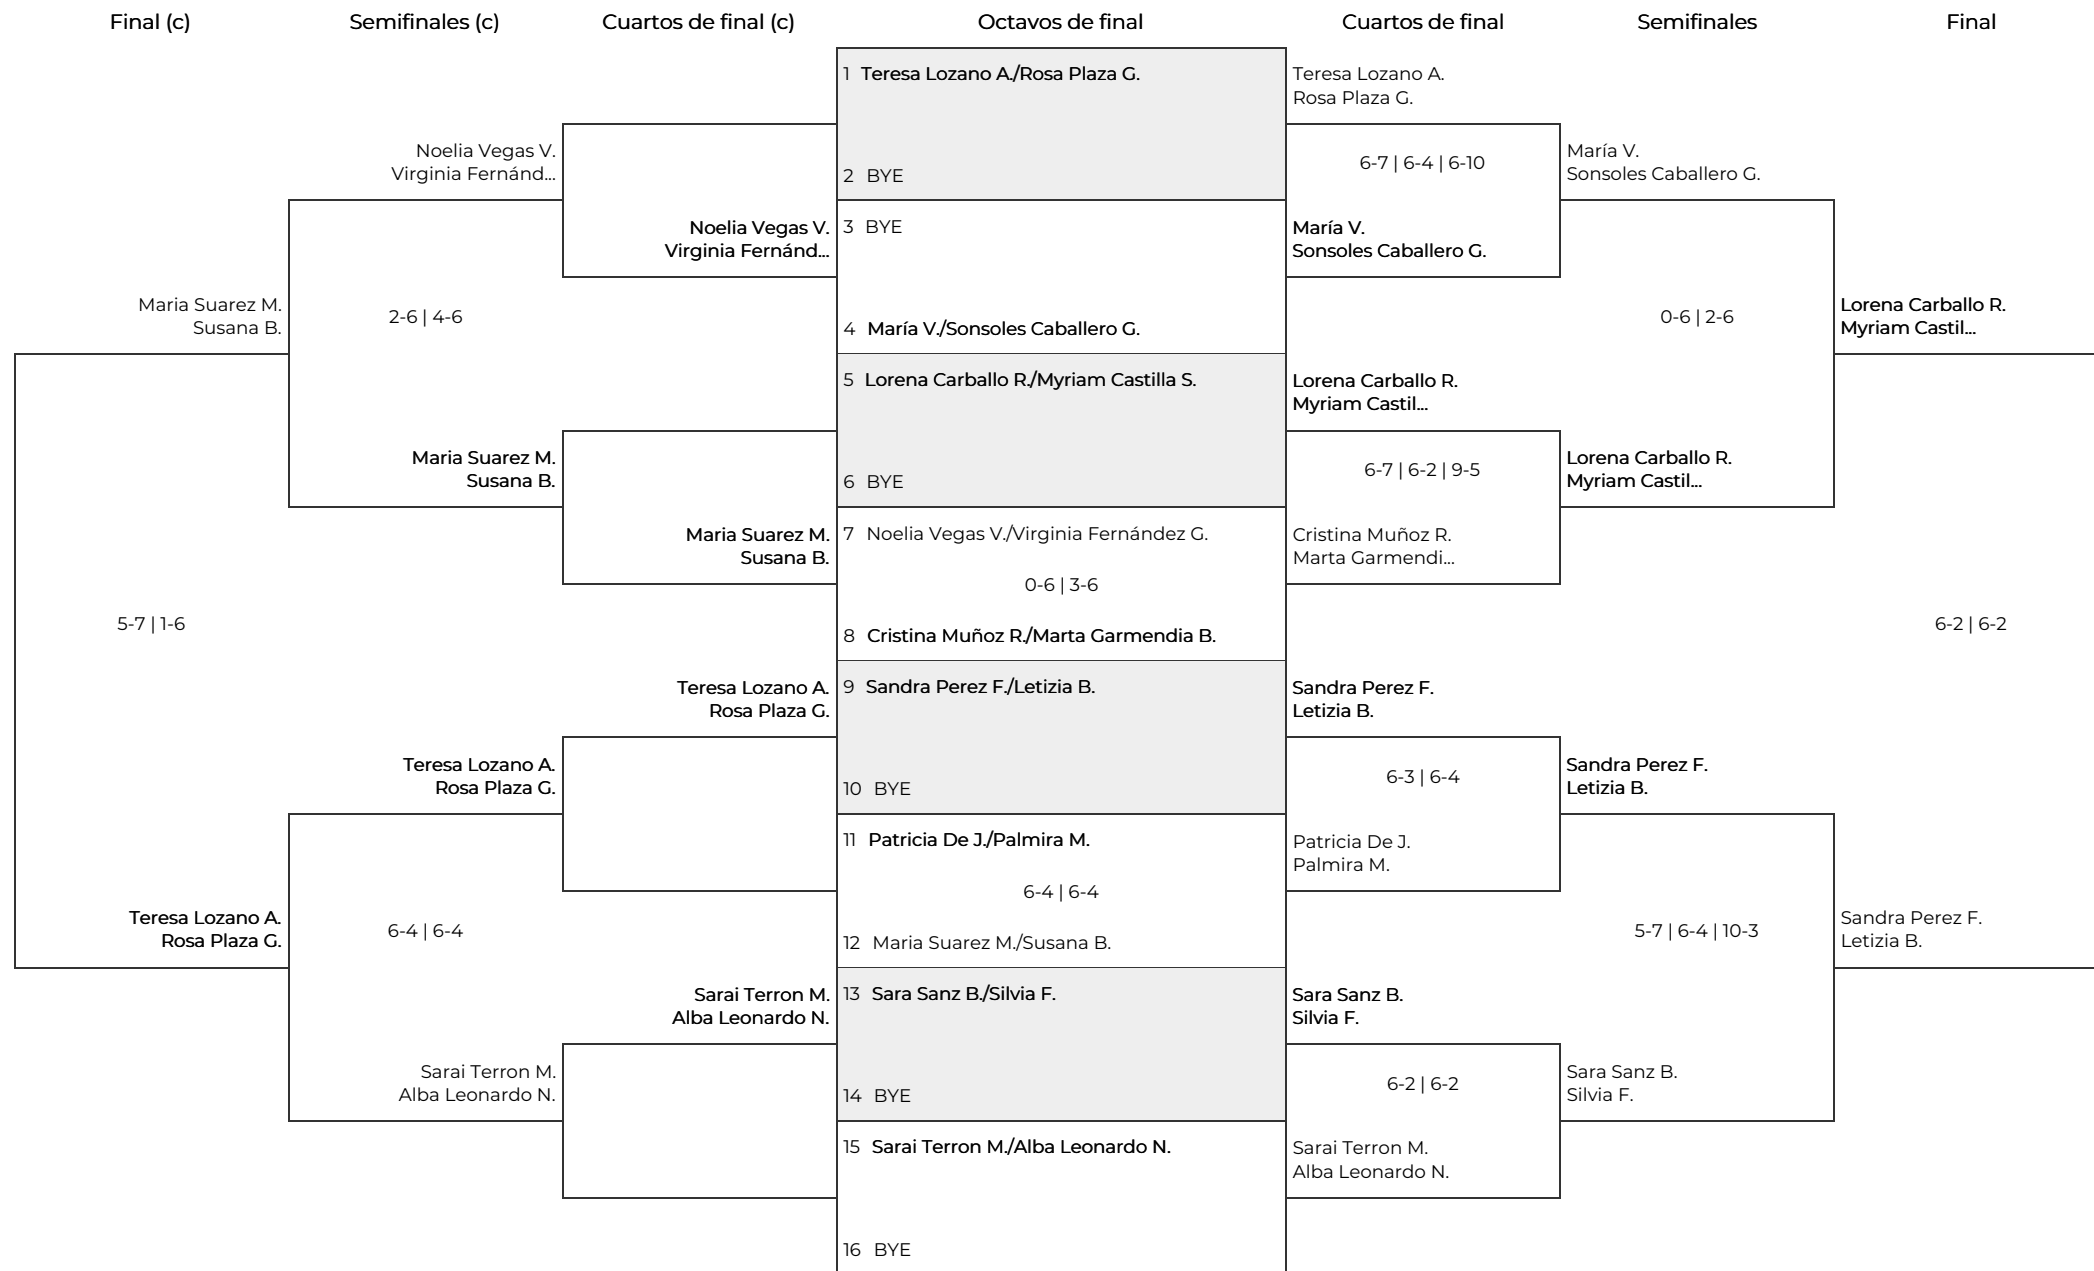 Final (c)
Semifinales (c)
Cuartos de final (c)
Octavos de final
Cuartos de final
Semifinales
Final
Maria Suarez M.
Susana B.
5-7 | 1-6
Teresa Lozano A.
Rosa Plaza G.
Noelia Vegas V.
Virginia Fernánd...
2-6 | 4-6
Maria Suarez M.
Susana B.
Teresa Lozano A.
Rosa Plaza G.
6-4 | 6-4
Sarai Terron M.
Alba Leonardo N.
Noelia Vegas V.
Virginia Fernánd...
Maria Suarez M.
Susana B.
Teresa Lozano A.
Rosa Plaza G.
Sarai Terron M.
Alba Leonardo N.
1 Teresa Lozano A./Rosa Plaza G.
2 BYE
3 BYE
4 María V./Sonsoles Caballero G.
5 Lorena Carballo R./Myriam Castilla S.
6 BYE
7 Noelia Vegas V./Virginia Fernández G.
0-6 | 3-6
8 Cristina Muñoz R./Marta Garmendia B.
9 Sandra Perez F./Letizia B.
10 BYE
11 Patricia De J./Palmira M.
6-4 | 6-4
12 Maria Suarez M./Susana B.
13 Sara Sanz B./Silvia F.
14 BYE
15 Sarai Terron M./Alba Leonardo N.
16 BYE
Teresa Lozano A.
Rosa Plaza G.
6-7 | 6-4 | 6-10
María V.
Sonsoles Caballero G.
Lorena Carballo R.
Myriam Castil...
6-7 | 6-2 | 9-5
Cristina Muñoz R.
Marta Garmendi...
Sandra Perez F.
Letizia B.
6-3 | 6-4
Patricia De J.
Palmira M.
Sara Sanz B.
Silvia F.
6-2 | 6-2
Sarai Terron M.
Alba Leonardo N.
María V.
Sonsoles Caballero G.
0-6 | 2-6
Lorena Carballo R.
Myriam Castil...
Sandra Perez F.
Letizia B.
5-7 | 6-4 | 10-3
Sara Sanz B.
Silvia F.
Lorena Carballo R.
Myriam Castil...
6-2 | 6-2
Sandra Perez F.
Letizia B.